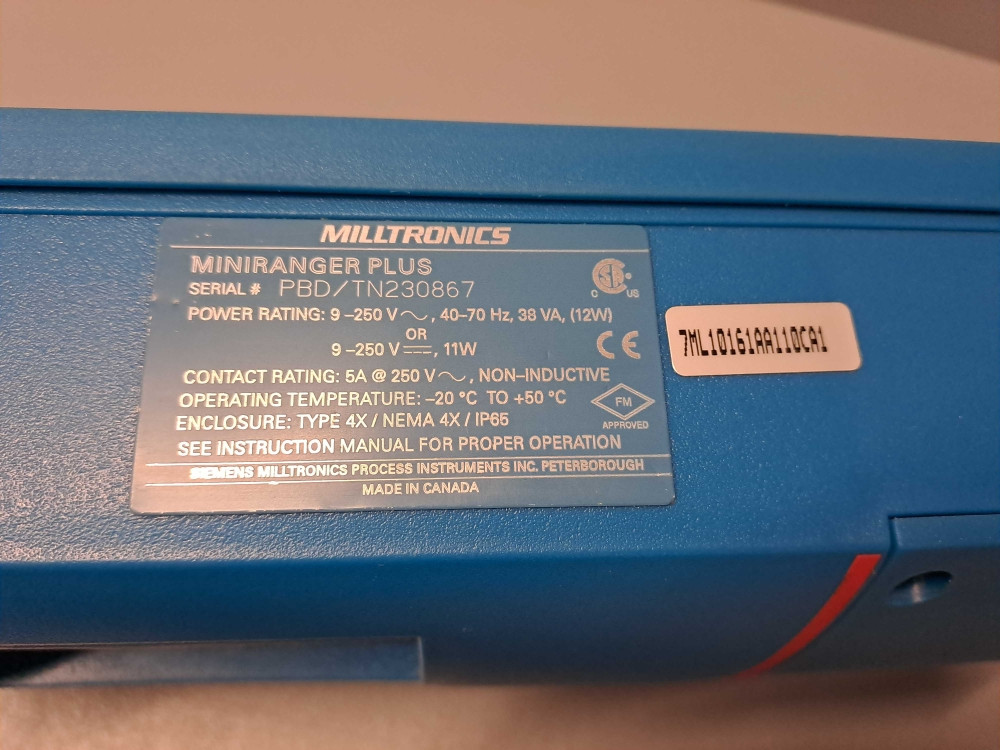 MILLTRONICS
MINIRANGER PLUS
SERIAL # PBD/TN230867
C US
POWER RATING: 9 –250 V ∼, 40–70 Hz, 38 VA, (12W)
OR
9 –250 V ⎓, 11W
CE
7ML10161AA110CA1
CONTACT RATING: 5A @ 250 V ∼, NON–INDUCTIVE
OPERATING TEMPERATURE: –20 °C TO +50 °C
FM
APPROVED
ENCLOSURE: TYPE 4X / NEMA 4X / IP65
SEE INSTRUCTION MANUAL FOR PROPER OPERATION
SIEMENS MILLTRONICS PROCESS INSTRUMENTS INC. PETERBOROUGH
MADE IN CANADA